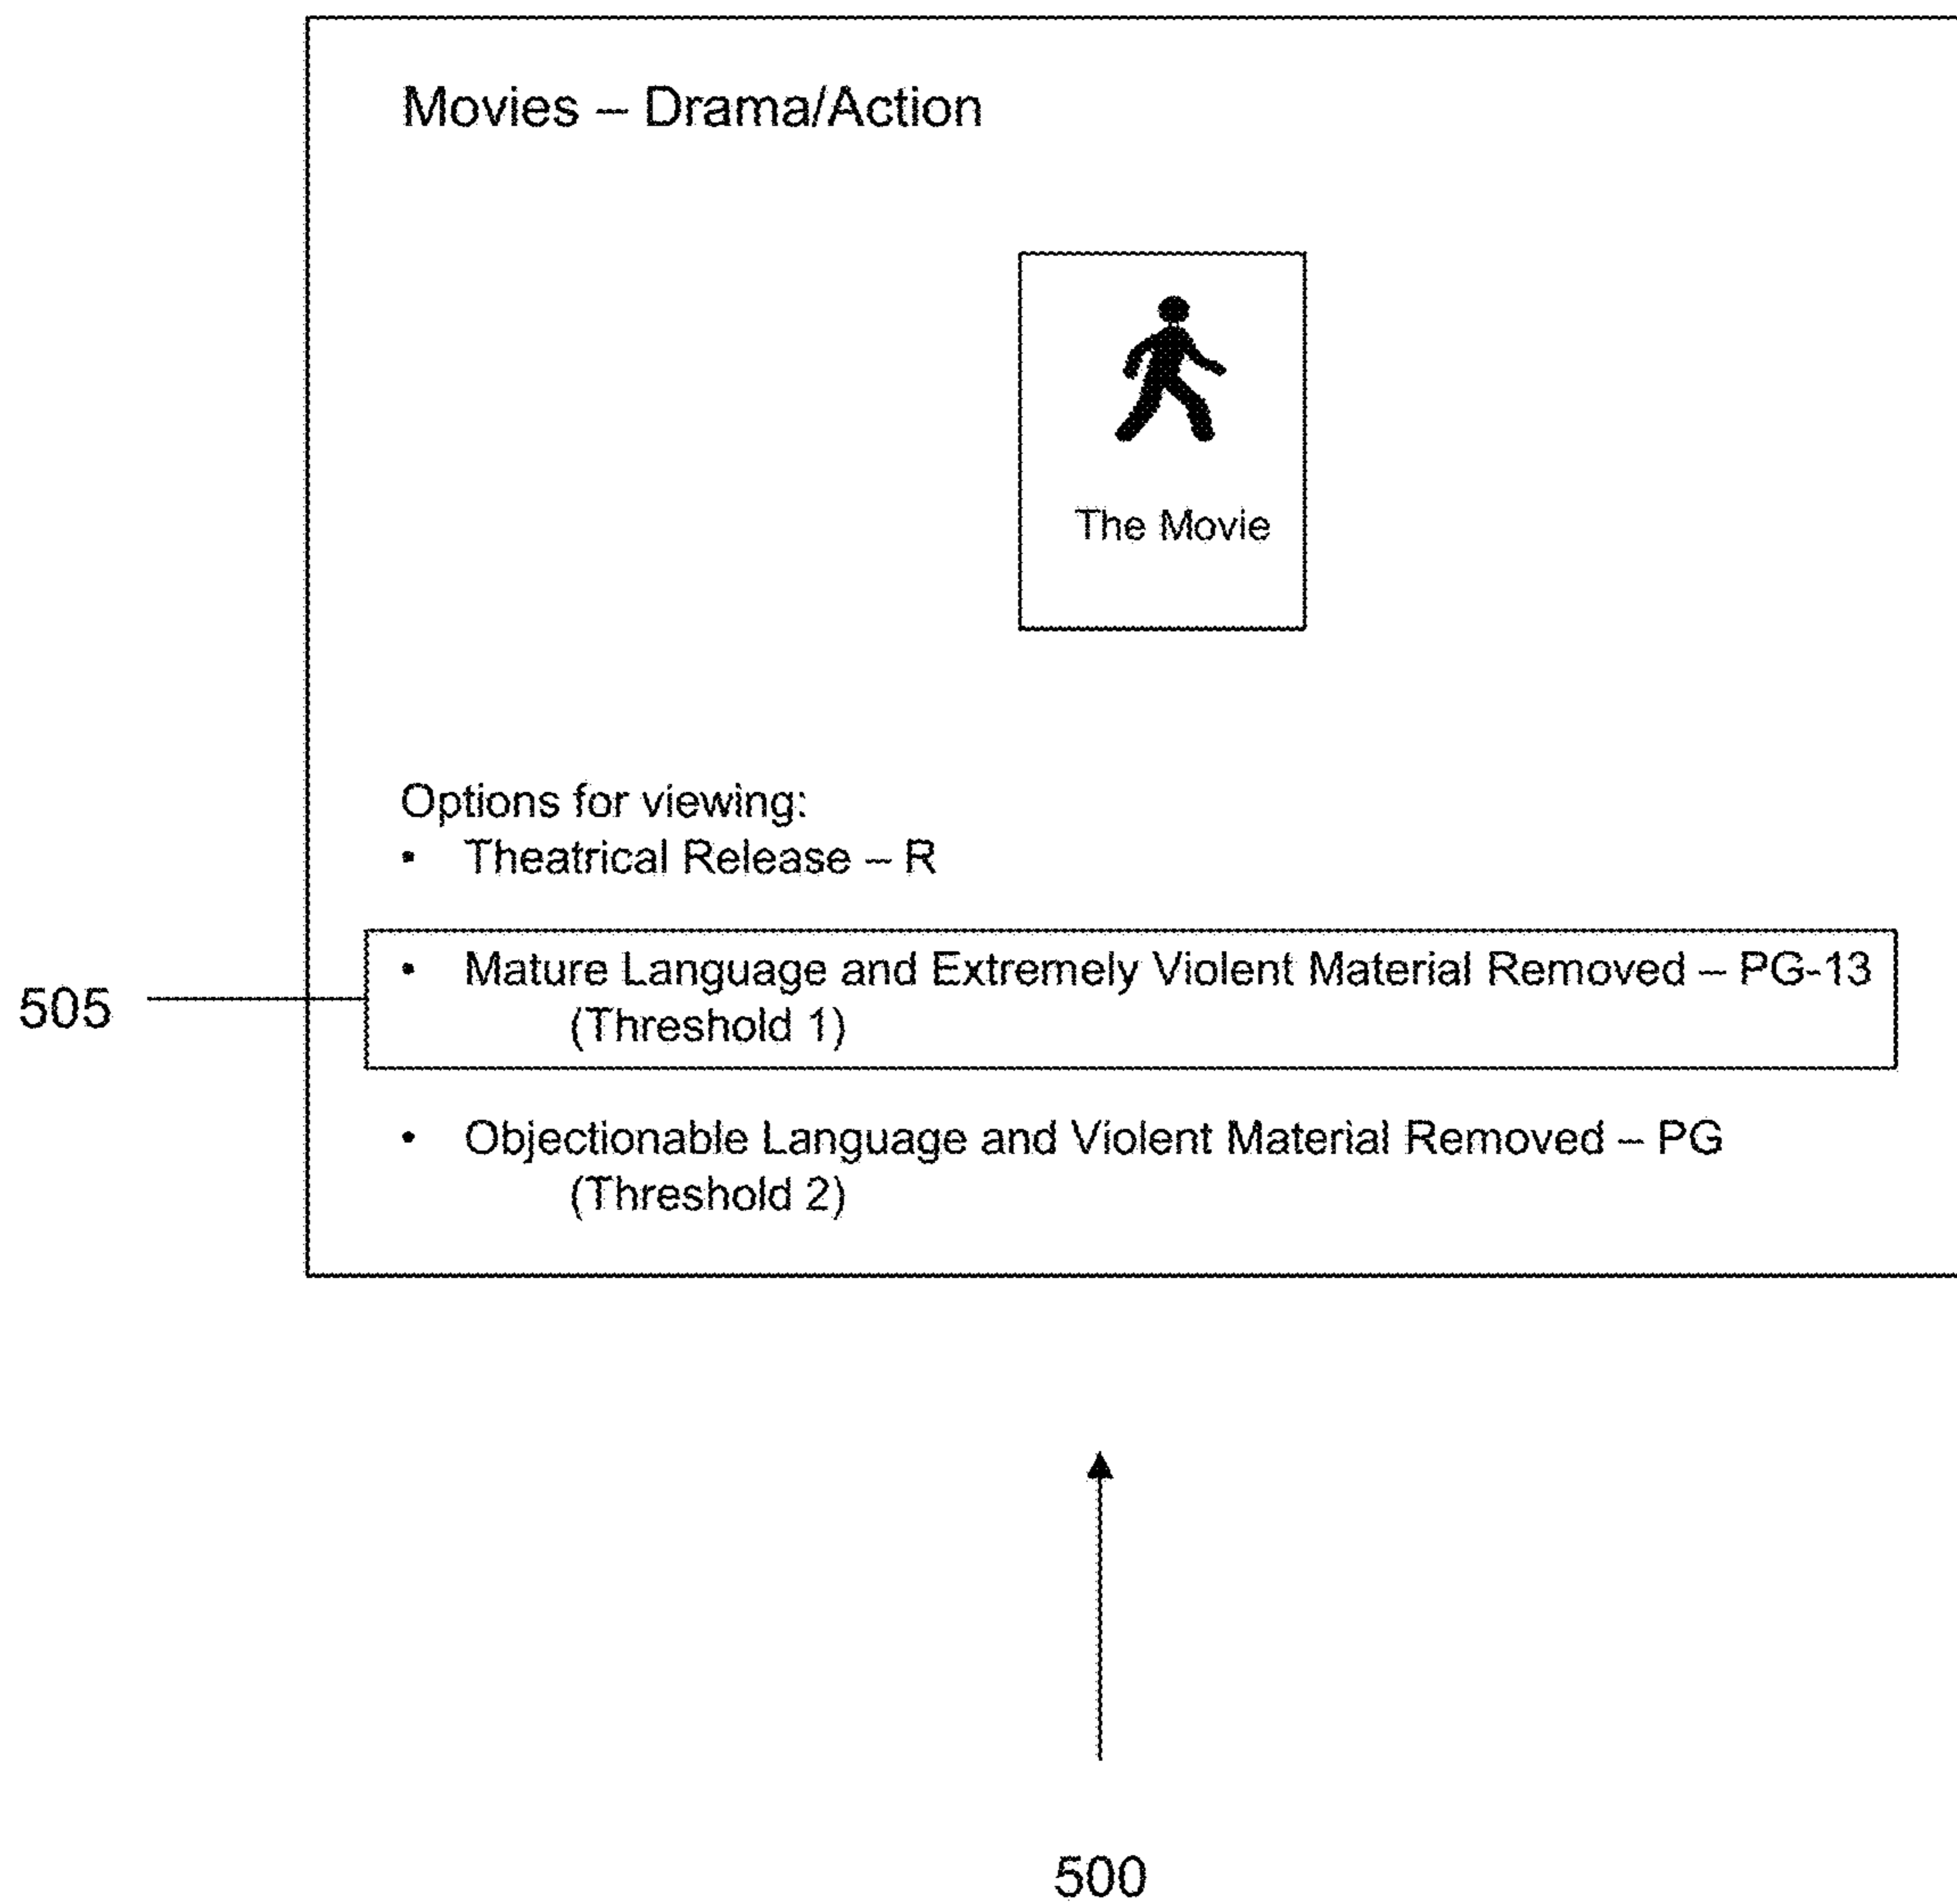 Movies – Drama/Action
The Movie
Options for viewing:
• Theatrical Release – R
• Mature Language and Extremely Violent Material Removed – PG-13
(Threshold 1)
505
• Objectionable Language and Violent Material Removed – PG
(Threshold 2)
500